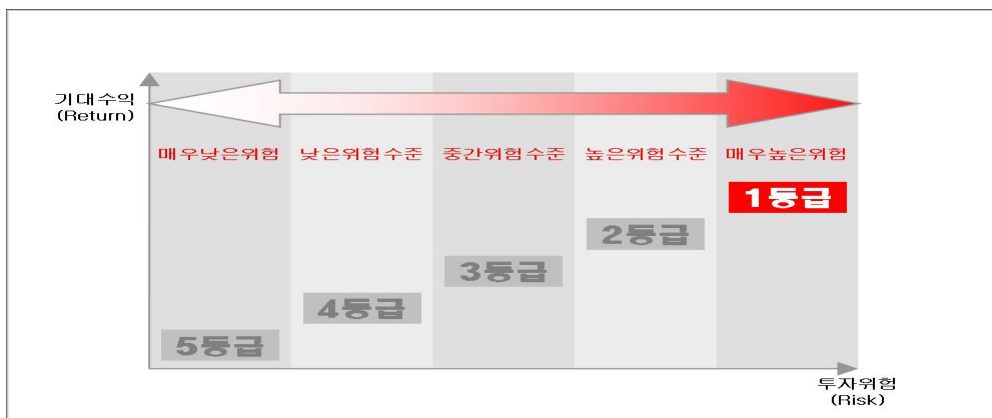 기대수익
(Return)
매우낮은위험 낮은위험수준 중간위험수준 높은위험수준 매우높은위험
1등급
2등급
3등급
4등급
5등급
투자위험
(Risk)